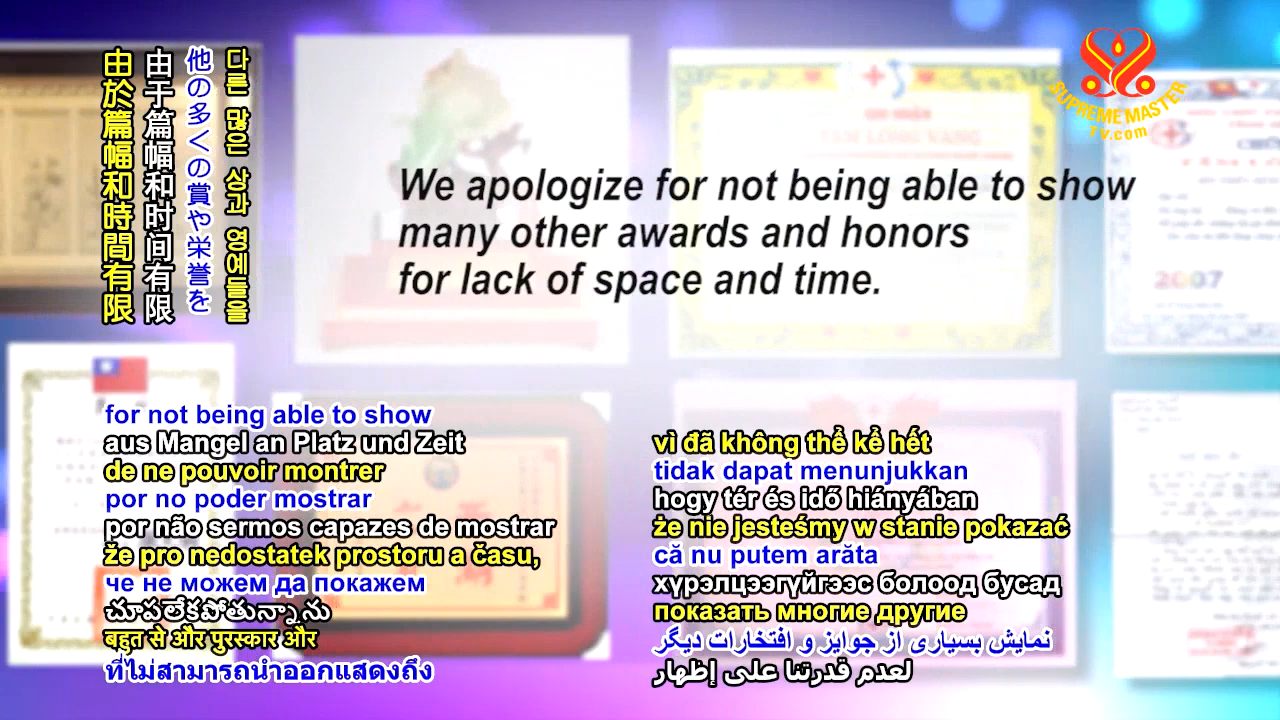 由於篇幅和時間有限
由于篇幅和时间有限
他の多くの賞や栄誉を
다른 많은 상과 영예들을
SUPREME MASTER
TV.com
We apologize for not being able to show
many other awards and honors
for lack of space and time.
2007
for not being able to show
aus Mangel an Platz und Zeit
de ne pouvoir montrer
por no poder mostrar
por não sermos capazes de mostrar
že pro nedostatek prostoru a času,
че не можем да покажем
చూపలేకపోతున్నాను
बहुत से और पुरस्कार और
ที่ไม่สามารถนำออกแสดงถึง
vì đã không thể kể hết
tidak dapat menunjukkan
hogy tér és idő hiányában
że nie jesteśmy w stanie pokazać
că nu putem arăta
хүрэлцээгүйгээс болоод бусад
показать многие другие
نمایش بسیاری از جوایز و افتخارات دیگر
لعدم قدرتنا على إظهار